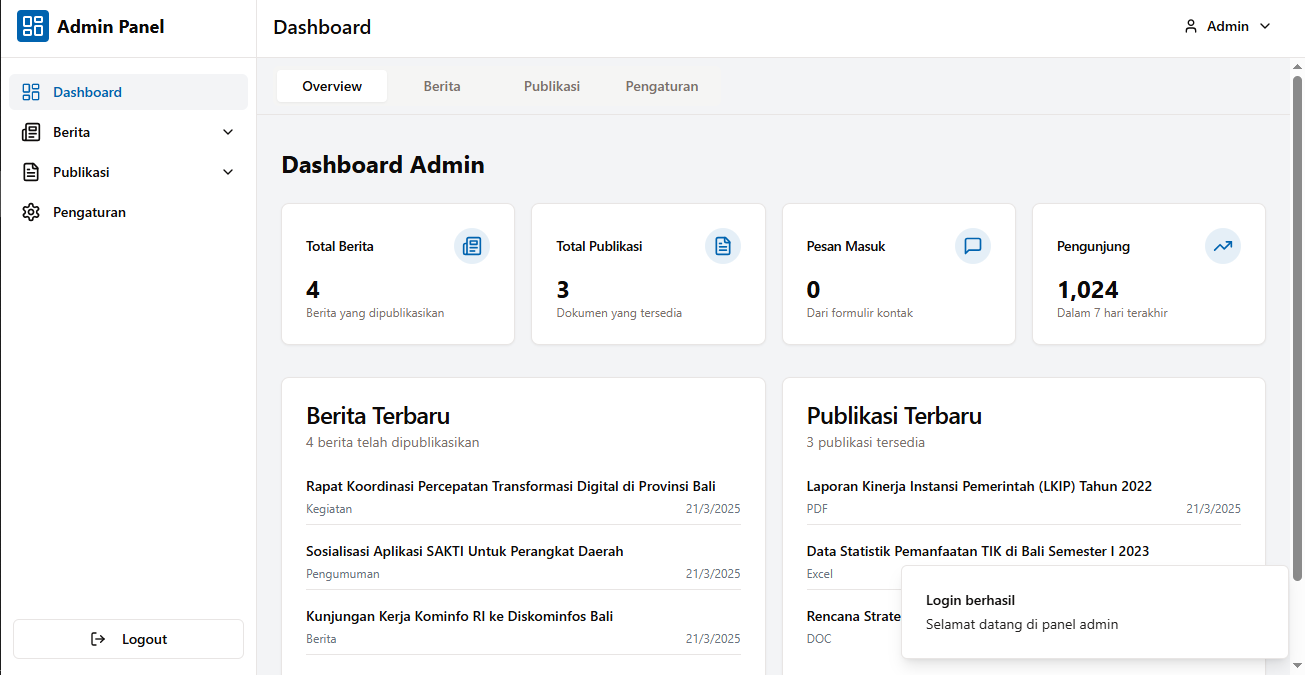 Admin Panel
Dashboard
Admin
Dashboard
Berita
Publikasi
Pengaturan
Logout
Overview
Berita
Publikasi
Pengaturan
Dashboard Admin
Total Berita
4
Berita yang dipublikasikan
Total Publikasi
3
Dokumen yang tersedia
Pesan Masuk
0
Dari formulir kontak
Pengunjung
1,024
Dalam 7 hari terakhir
Berita Terbaru
4 berita telah dipublikasikan
Rapat Koordinasi Percepatan Transformasi Digital di Provinsi Bali
Kegiatan 21/3/2025
Sosialisasi Aplikasi SAKTI Untuk Perangkat Daerah
Pengumuman 21/3/2025
Kunjungan Kerja Kominfo RI ke Diskominfos Bali
Berita 21/3/2025
Publikasi Terbaru
3 publikasi tersedia
Laporan Kinerja Instansi Pemerintah (LKIP) Tahun 2022
PDF 21/3/2025
Data Statistik Pemanfaatan TIK di Bali Semester I 2023
Excel
Rencana Strate
DOC
Login berhasil
Selamat datang di panel admin